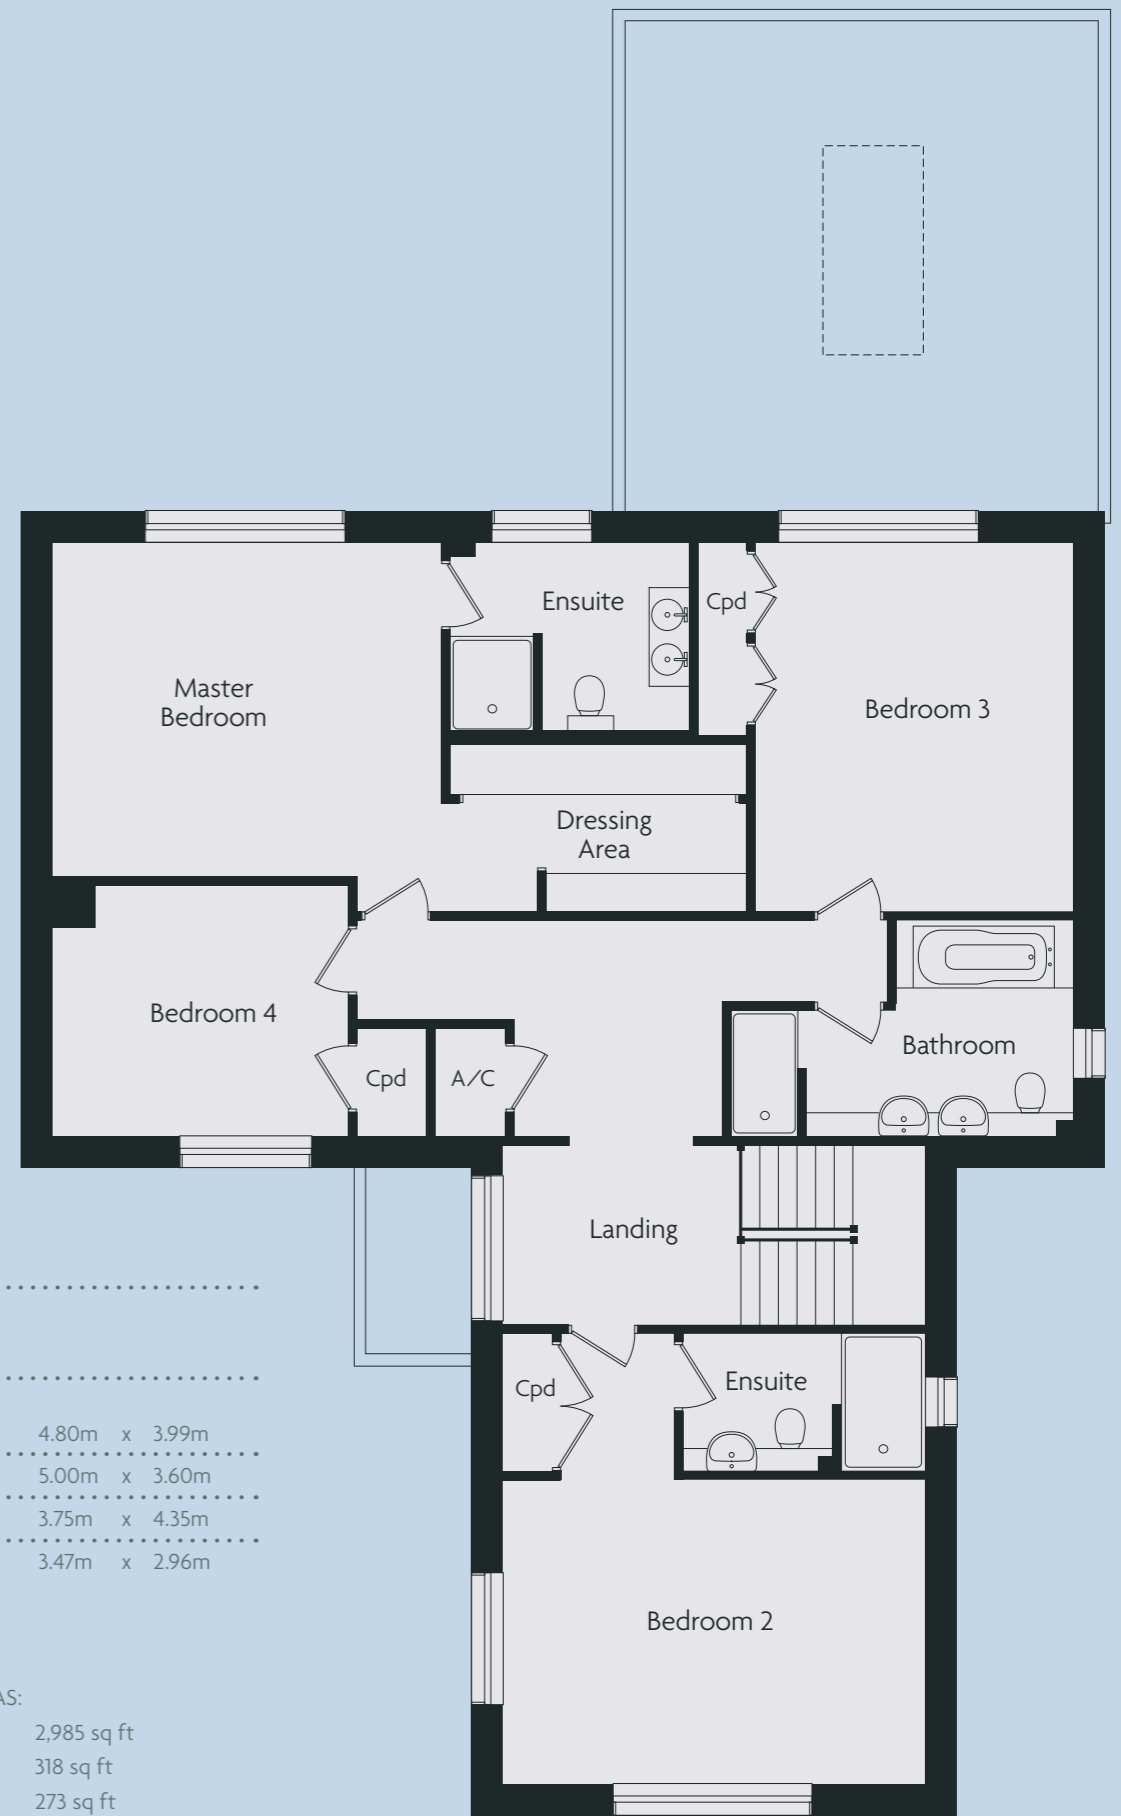 Ensuite
Cpd
Master
Bedroom
Bedroom 3
Dressing
Area
Bedroom 4
Bathroom
Cpd
A/C
Landing
Cpd
Ensuite
4.80m x 3.99m
5.00m x 3.60m
3.75m x 4.35m
3.47m x 2.96m
Bedroom 2
AS:
2,985 sq ft
318 sq ft
273 sq ft